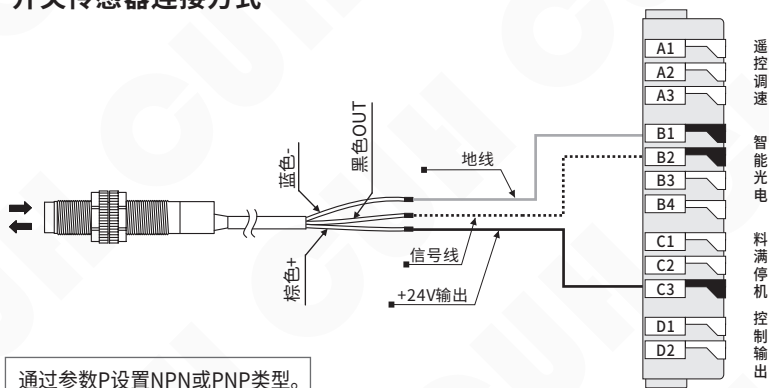 开关传感器连接方式
A1
A2
A3
遥控调速
B1
B2
B3
B4
智能光电
C1
C2
C3
料满停机
D1
D2
控制输出
蓝色-
黑色OUT
棕色+
地线
信号线
+24V输出
通过参数P设置NPN或PNP类型。